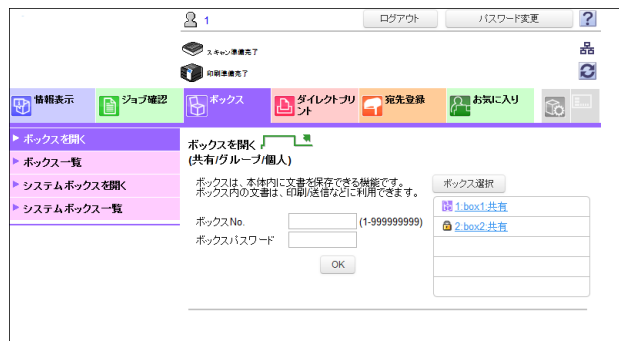 1
ログアウト
パスワード変更
?
スキャン準備完了
印刷準備完了
情報表示
ジョブ確認
ボックス
ダイレクトプリ
ント
宛先登録
お気に入り
ボックスを開く
ボックス一覧
システムボックスを開く
システムボックス一覧
ボックスを開く
(共有/グループ/個人)
ボックスは、本体内に文書を保存できる機能です。
ボックス内の文書は、印刷/送信などに利用できます。
ボックスNo.
(1-999999999)
ボックスパスワード
OK
ボックス選択
1:box1:共有
2:box2:共有